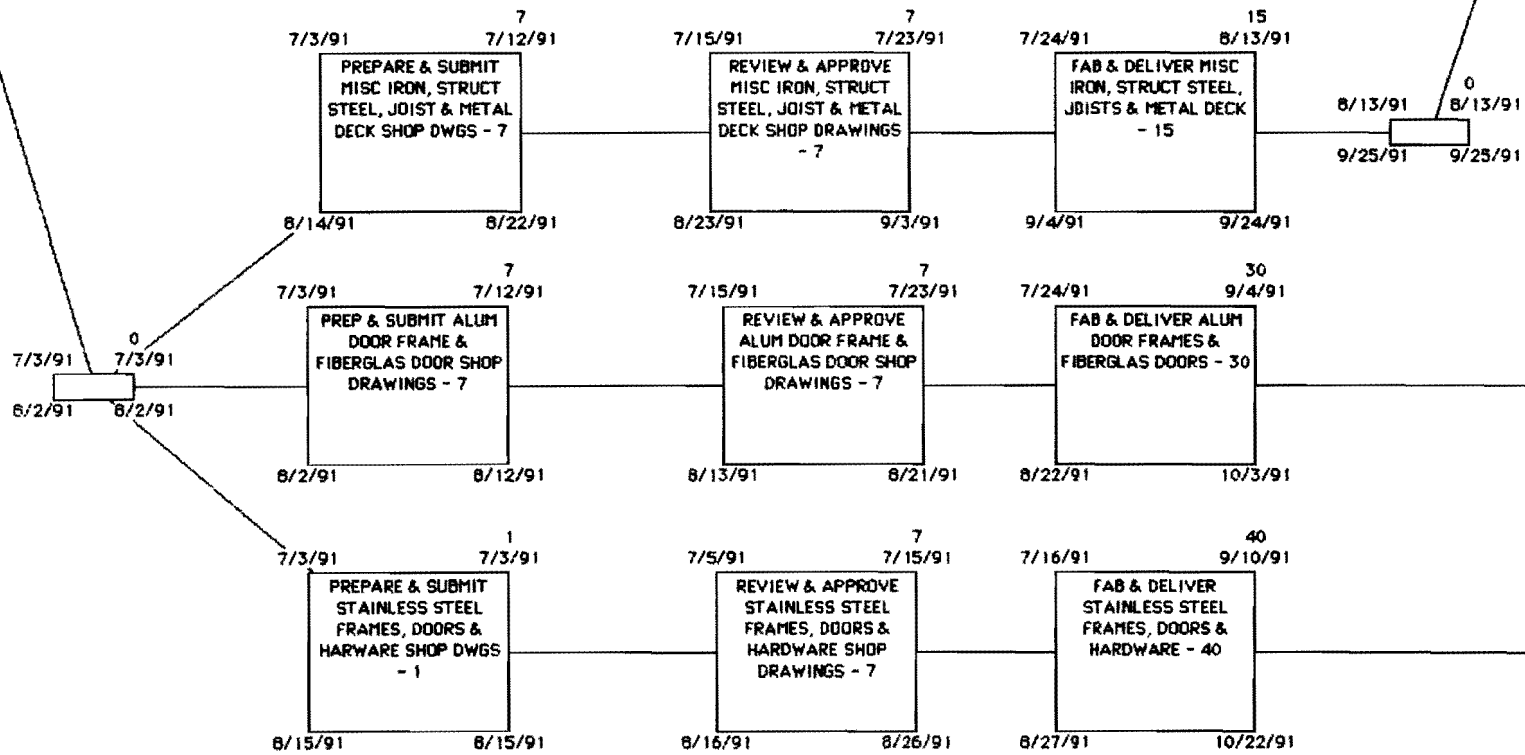 7
7/3/91 7/12/91
PREPARE & SUBMIT
MISC IRON, STRUCT
STEEL, JOIST & METAL
DECK SHOP DWGS - 7
8/14/91 8/22/91
7
7/15/91 7/23/91
REVIEW & APPROVE
MISC IRON, STRUCT
STEEL, JOIST & METAL
DECK SHOP DRAWINGS
- 7
8/23/91 9/3/91
15
7/24/91 8/13/91
FAB & DELIVER MISC
IRON, STRUCT STEEL,
JOISTS & METAL DECK
- 15
9/4/91 9/24/91
0
8/13/91 8/13/91
9/25/91 9/25/91
0
7/3/91 7/3/91
8/2/91 8/2/91
7
7/3/91 7/12/91
PREP & SUBMIT ALUM
DOOR FRAME &
FIBERGLAS DOOR SHOP
DRAWINGS - 7
8/2/91 8/12/91
7
7/15/91 7/23/91
REVIEW & APPROVE
ALUM DOOR FRAME &
FIBERGLAS DOOR SHOP
DRAWINGS - 7
8/13/91 8/21/91
30
7/24/91 9/4/91
FAB & DELIVER ALUM
DOOR FRAMES &
FIBERGLAS DOORS - 30
8/22/91 10/3/91
1
7/3/91 7/3/91
PREPARE & SUBMIT
STAINLESS STEEL
FRAMES, DOORS &
HARWARE SHOP DWGS
- 1
8/15/91 8/15/91
7
7/5/91 7/15/91
REVIEW & APPROVE
STAINLESS STEEL
FRAMES, DOORS &
HARDWARE SHOP
DRAWINGS - 7
8/16/91 8/26/91
40
7/16/91 9/10/91
FAB & DELIVER
STAINLESS STEEL
FRAMES, DOORS &
HARDWARE - 40
8/27/91 10/22/91